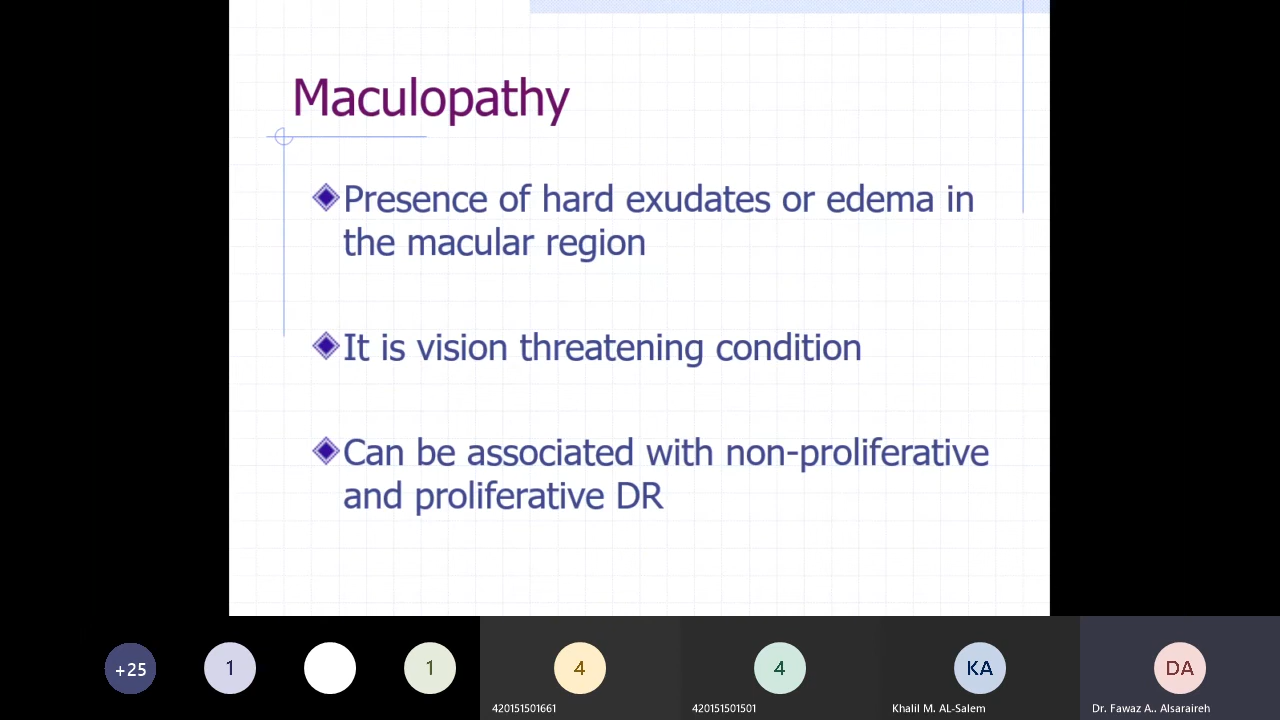 Maculopathy
Presence of hard exudates or edema in
the macular region
It is vision threatening condition
Can be associated with non-proliferative
and proliferative DR
+25
1
1
4
4
KA
DA
420151501661
420151501501
Khalil M. AL-Salem
Dr. Fawaz A.. Alsaraireh